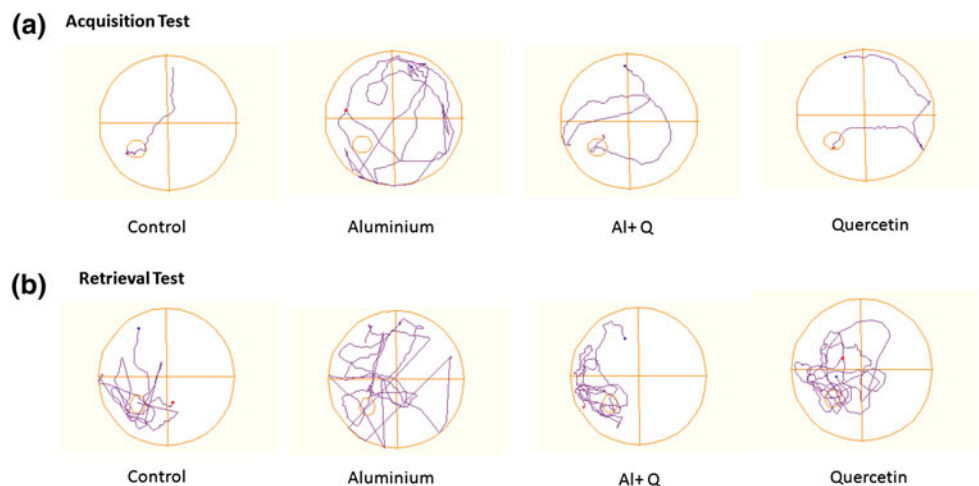 (a) Acquisition Test
Control Aluminium Al+ Q Quercetin
(b) Retrieval Test
Control Aluminium Al+ Q Quercetin